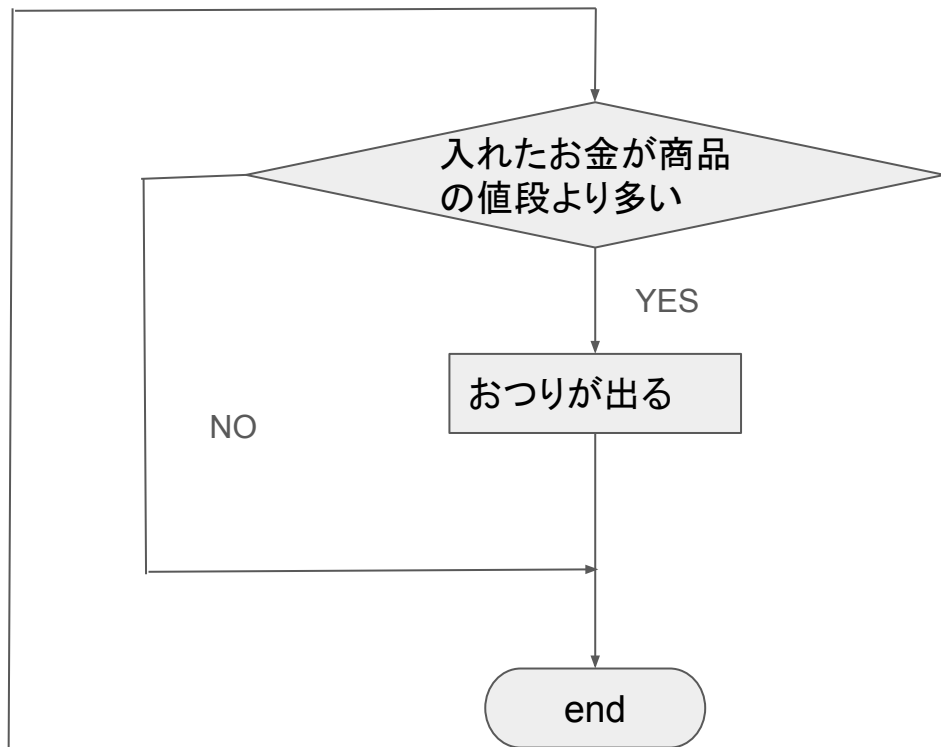 入れたお金が商品
の値段より多い
YES
おつりが出る
NO
end